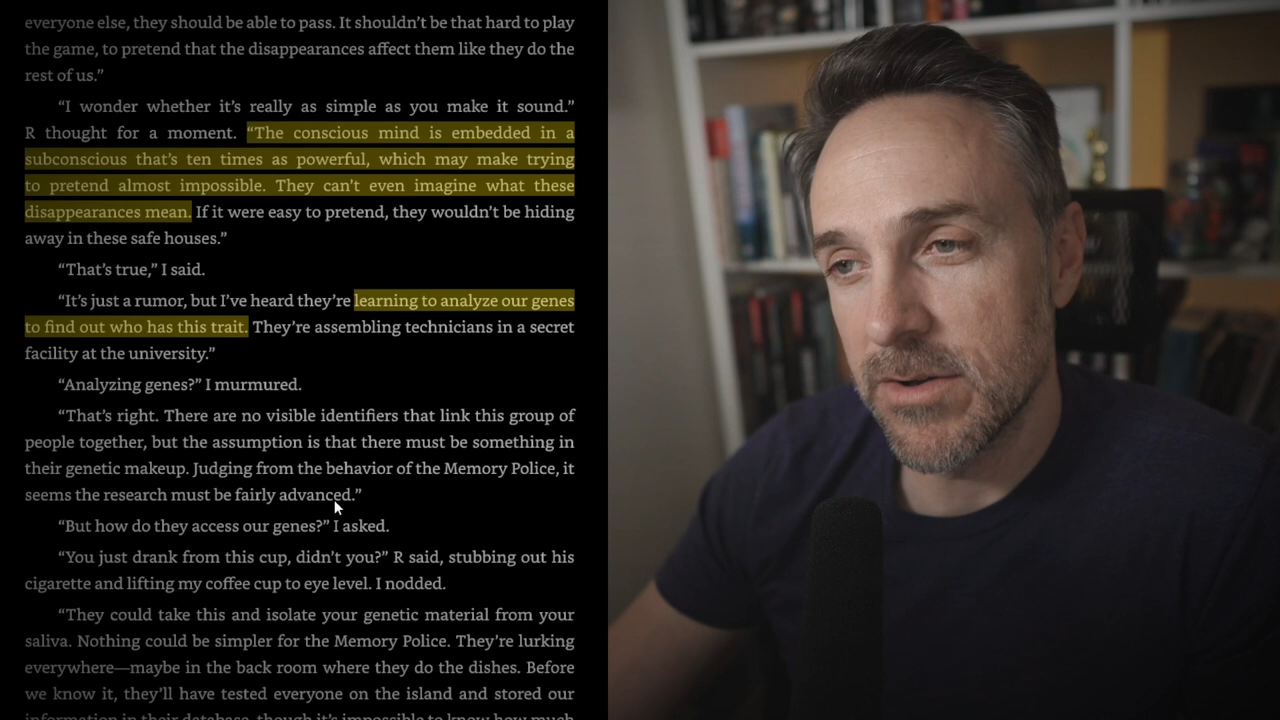 everyone else, they should be able to pass. It shouldn’t be that hard to play
the game, to pretend that the disappearances affect them like they do the
rest of us.”
“I wonder whether it’s really as simple as you make it sound.”
R thought for a moment. “The conscious mind is embedded in a
subconscious that’s ten times as powerful, which may make trying
to pretend almost impossible. They can’t even imagine what these
disappearances mean. If it were easy to pretend, they wouldn’t be hiding
away in these safe houses.”
“That’s true,” I said.
“It’s just a rumor, but I’ve heard they’re learning to analyze our genes
to find out who has this trait. They’re assembling technicians in a secret
facility at the university.”
“Analyzing genes?” I murmured.
“That’s right. There are no visible identifiers that link this group of
people together, but the assumption is that there must be something in
their genetic makeup. Judging from the behavior of the Memory Police, it
seems the research must be fairly advanced.”
“But how do they access our genes?” I asked.
“You just drank from this cup, didn’t you?” R said, stubbing out his
cigarette and lifting my coffee cup to eye level. I nodded.
“They could take this and isolate your genetic material from your
saliva. Nothing could be simpler for the Memory Police. They’re lurking
everywhere—maybe in the back room where they do the dishes. Before
we know it, they’ll have tested everyone on the island and stored our
information in their database, though it’s impossible to know how much